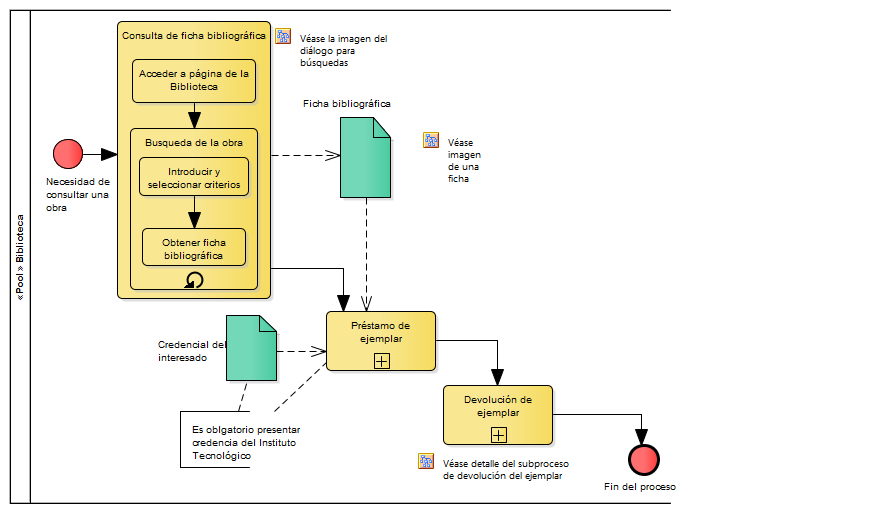 «Pool» Biblioteca
Consulta de ficha bibliográfica
Acceder a página de la
Biblioteca
Busqueda de la obra
Introducir y
seleccionar criterios
Obtener ficha
bibliográfica
Véase la imagen del
diálogo para
búsquedas
Ficha bibliográfica
Véase
imagen
de una
ficha
Necesidad de
consultar una
obra
Credencial del
interesado
Préstamo de
ejemplar
Es oblgatorio presentar
credencia del Instituto
Tecnológico
Devolución de
ejemplar
Véase detalle del subproceso
de devolución del ejemplar
Fin del proceso